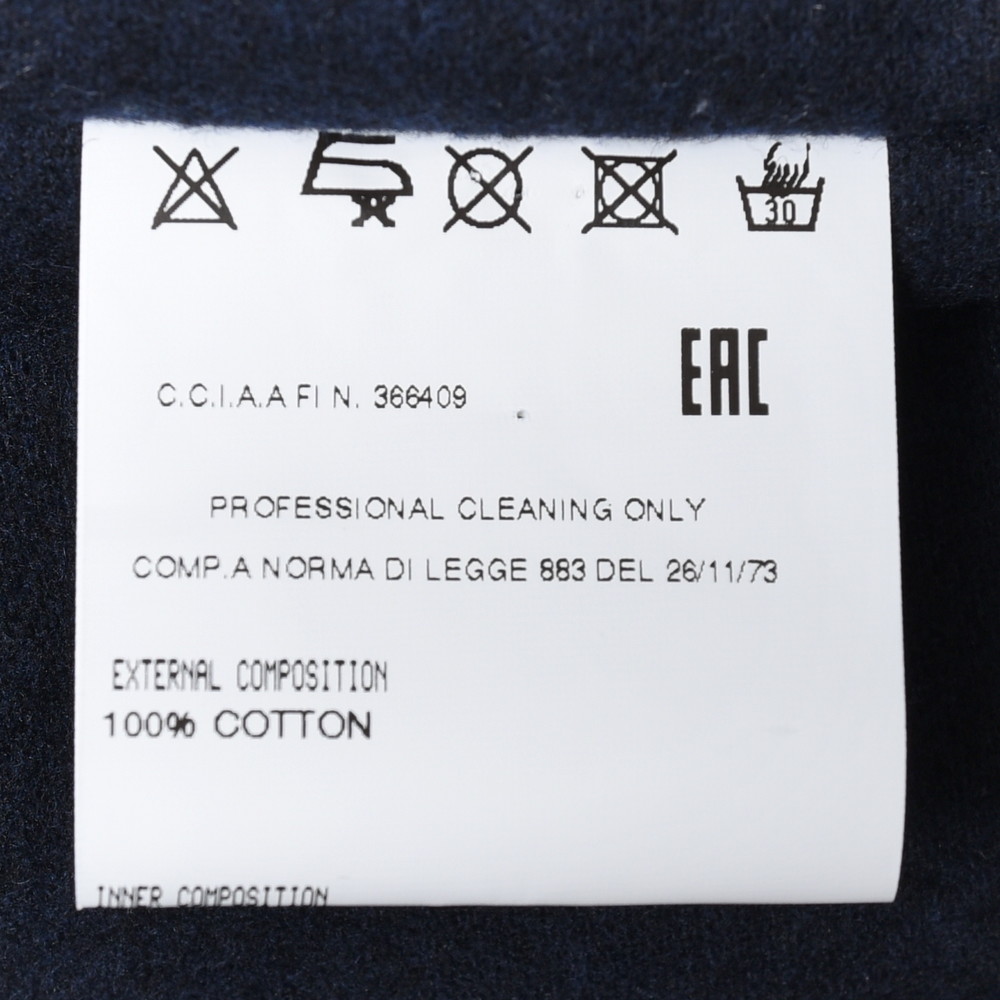 30
EAC
C.C.I.A.A FI N. 366409
PROFESSIONAL CLEANING ONLY
COMP.A NORMA DI LEGGE 883 DEL 26/11/73
EXTERNAL COMPOSITION
100% COTTON
INNER COMPOSITION